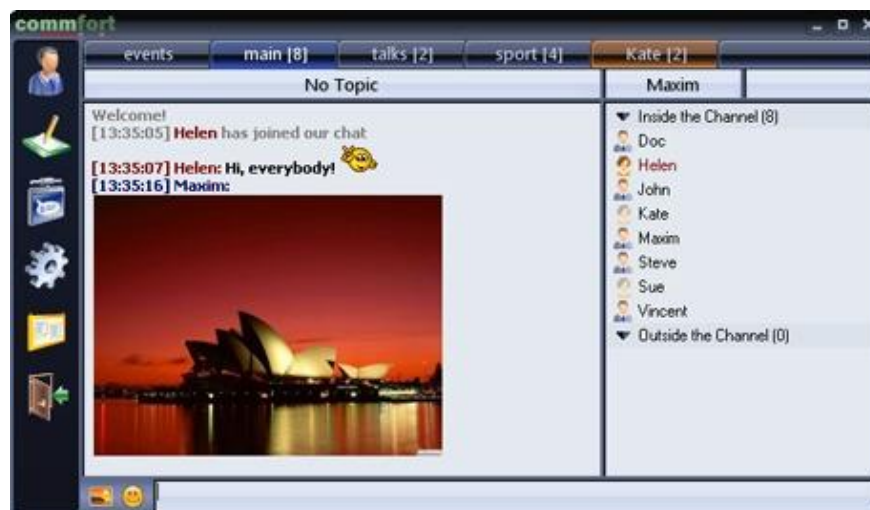 commfort
events main [8] talks [2] sport [4] Kate [2]
No Topic
Maxim
Welcome!
[13:35:05] Helen has joined our chat
[13:35:07] Helen: Hi, everybody!
[13:35:16] Maxim:
Inside the Channel (8)
Doc
Helen
John
Kate
Maxim
Steve
Sue
Vincent
Outside the Channel (0)